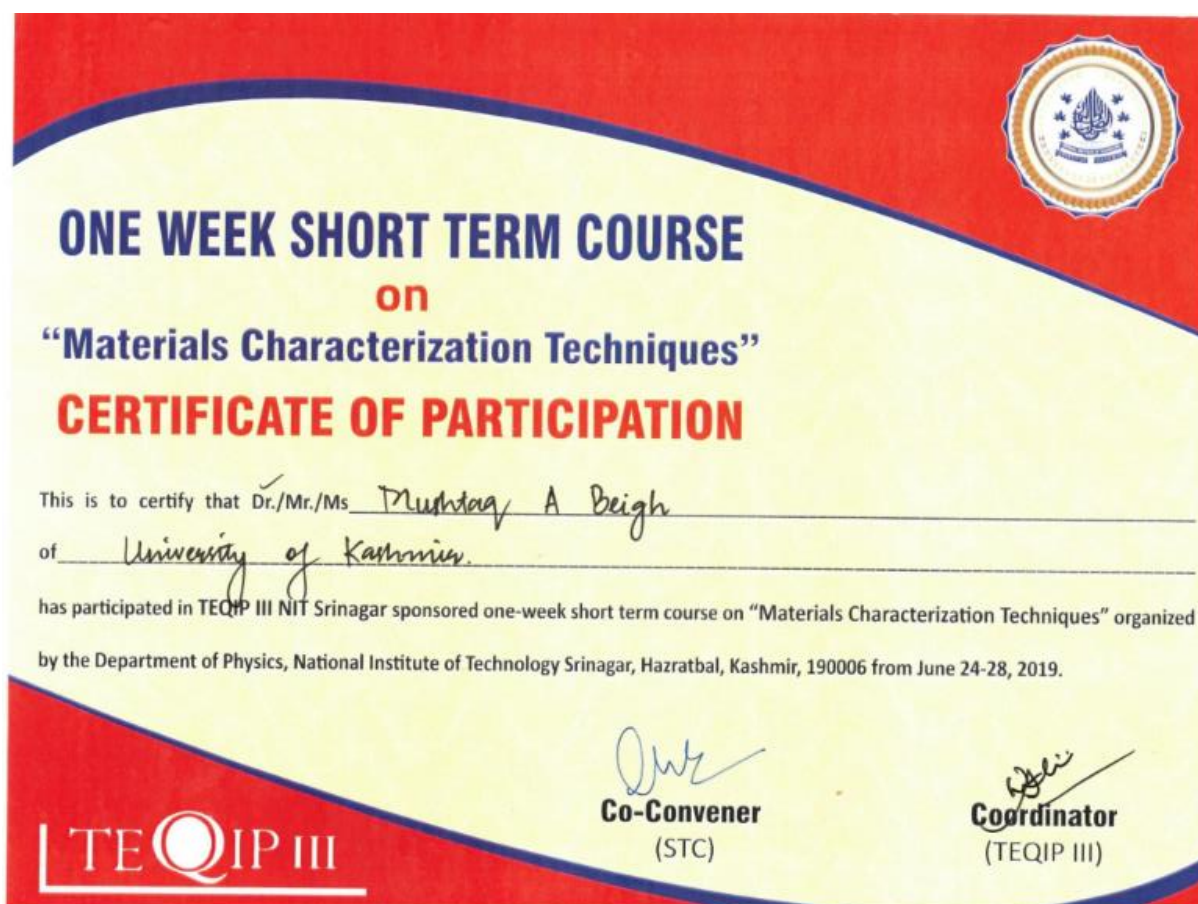 ONE WEEK SHORT TERM COURSE
on
“Materials Characterization Techniques”
CERTIFICATE OF PARTICIPATION
This is to certify that Dr./Mr./Ms Mushtaq A Beigh
of University of Kashmir.
has participated in TEQIP III NIT Srinagar sponsored one-week short term course on “Materials Characterization Techniques” organized
by the Department of Physics, National Institute of Technology Srinagar, Hazratbal, Kashmir, 190006 from June 24-28, 2019.
Co-Convener
(STC)
Coordinator
(TEQIP III)
TEQIP III